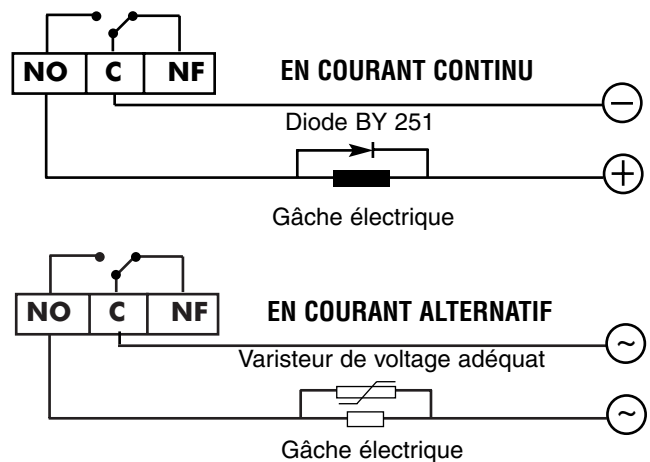 NO C NF
EN COURANT CONTINU
Diode BY 251
Gâche électrique
NO C NF
EN COURANT ALTERNATIF
Varisteur de voltage adéquat
Gâche électrique